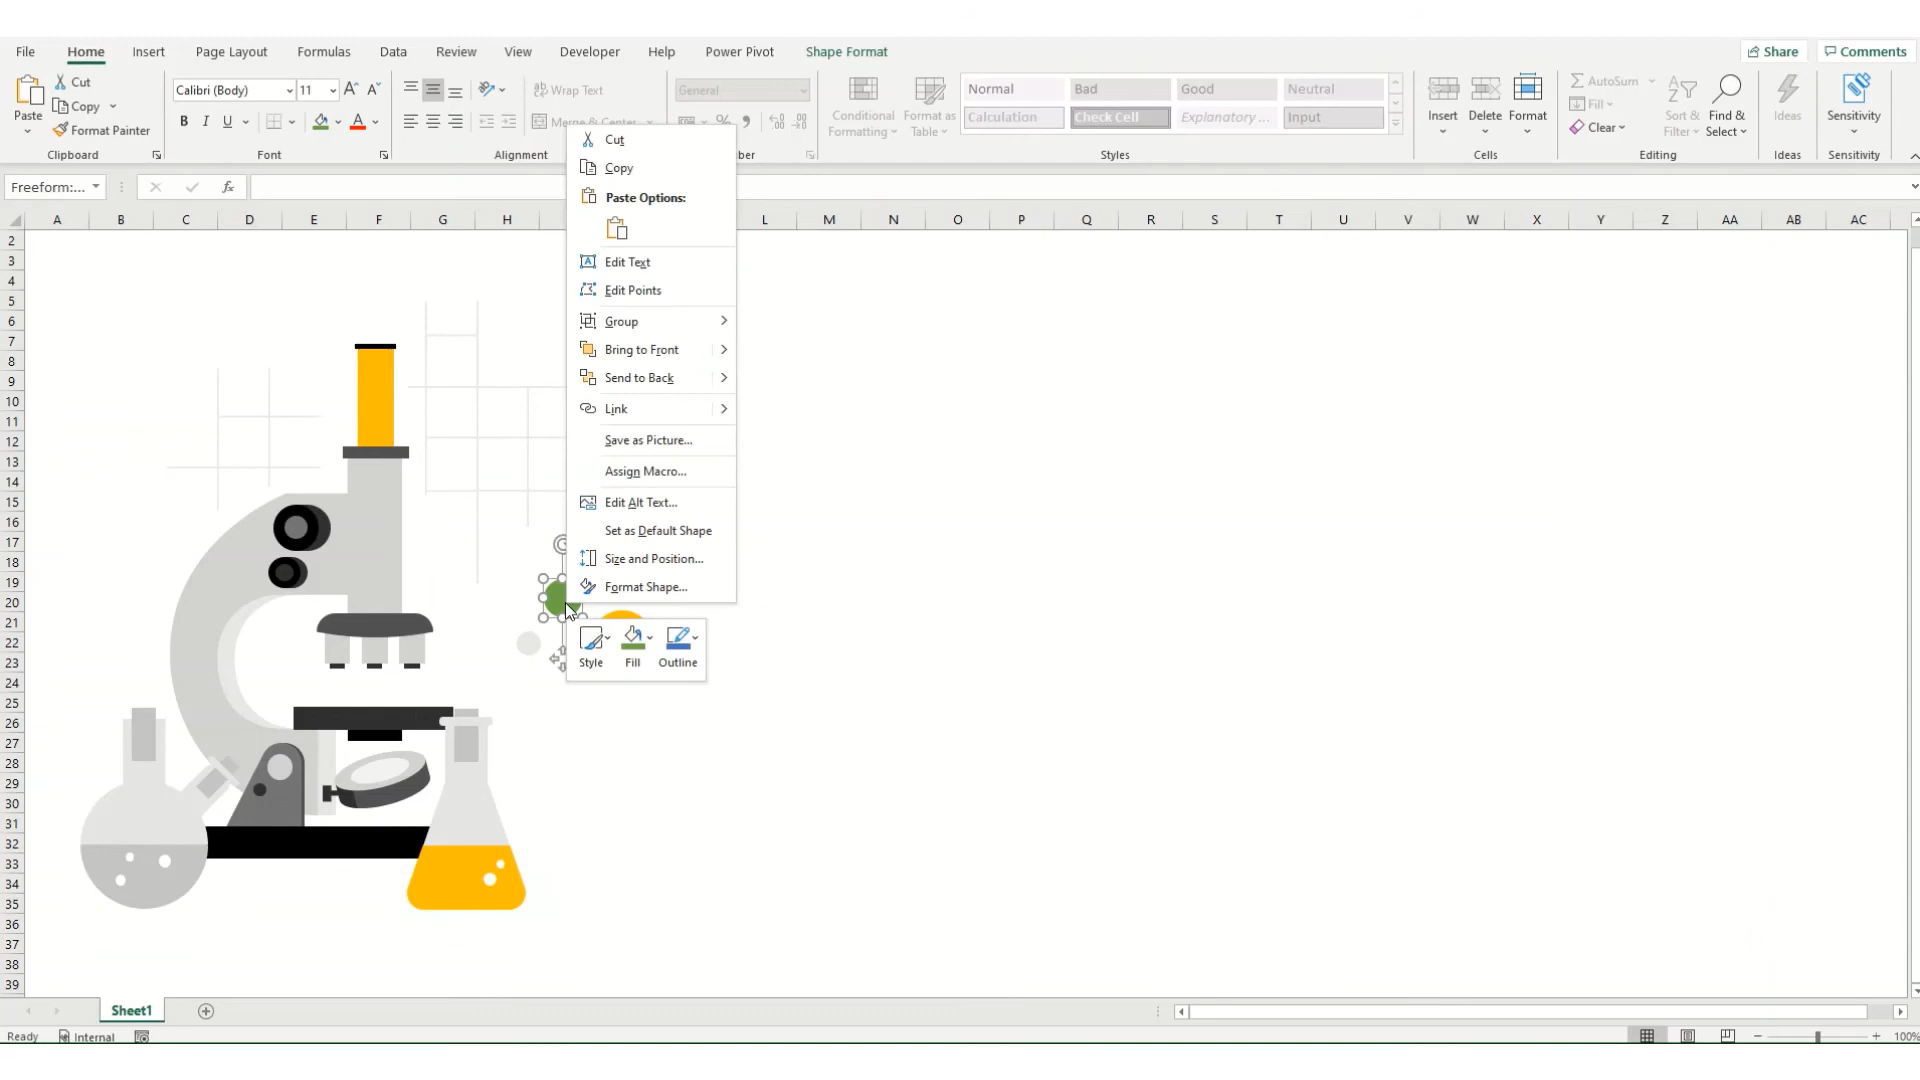 File Home Insert Page Layout Formulas Data Review View Developer Help Power Pivot Shape Format Share Comments
Paste
Cut
Copy
Format Painter
Clipboard
Calibri (Body) 11
B I U
Font
Wrap Text
Merge & Center
Alignment
General
Conditional Formatting
Format as Table
Normal Bad Good Neutral
Calculation Check Cell Explanatory ... Input
Styles
Insert Delete Format
Cells
AutoSum
Fill
Clear
Sort & Filter
Find & Select
Editing
Ideas
Ideas
Sensitivity
Sensitivity
Freeform:...
fx
A B C D E F G H L M N O P Q R S T U V W X Y Z AA AB AC
2
3
4
5
6
7
8
9
10
11
12
13
14
15
16
17
18
19
20
21
22
23
24
25
26
27
28
29
30
31
32
33
34
35
36
37
38
39
Cut
Copy
Paste Options:
Edit Text
Edit Points
Group
Bring to Front
Send to Back
Link
Save as Picture...
Assign Macro...
Edit Alt Text...
Set as Default Shape
Size and Position...
Format Shape...
Style Fill Outline
Sheet1
Ready Internal 100%